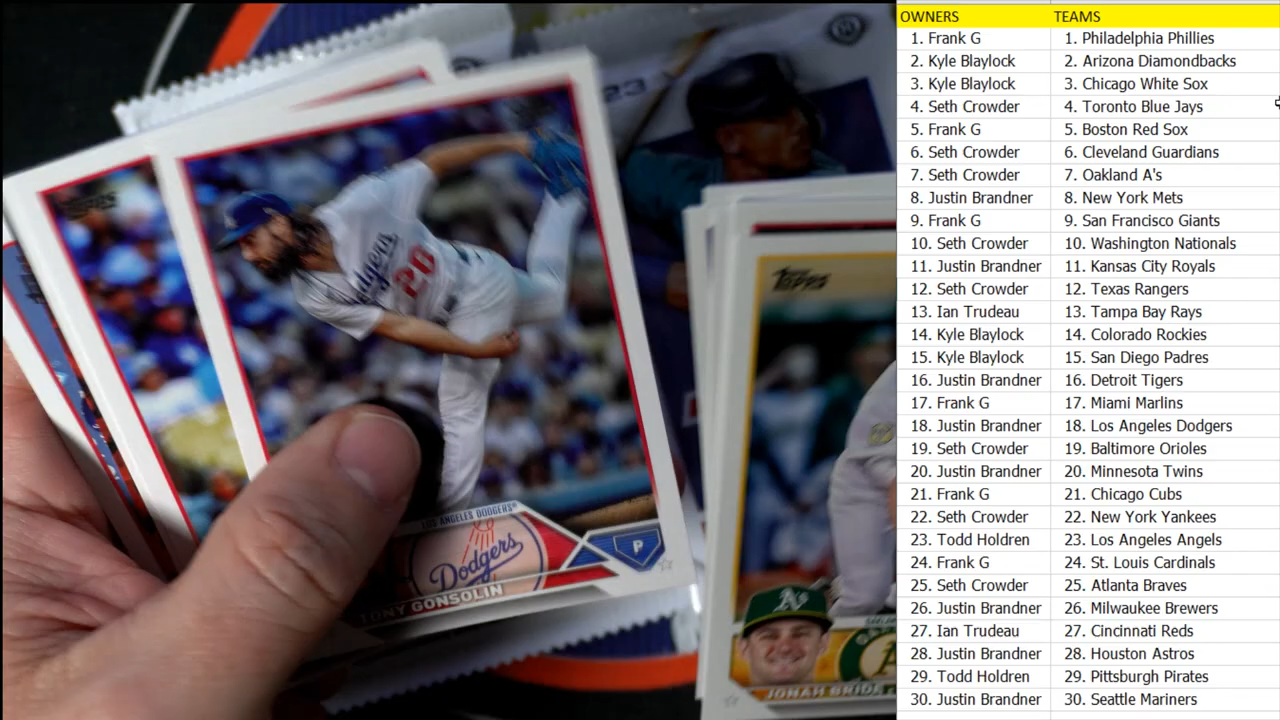 OWNERS TEAMS
1. Frank G 1. Philadelphia Phillies
2. Kyle Blaylock 2. Arizona Diamondbacks
3. Kyle Blaylock 3. Chicago White Sox
4. Seth Crowder 4. Toronto Blue Jays
5. Frank G 5. Boston Red Sox
6. Seth Crowder 6. Cleveland Guardians
7. Seth Crowder 7. Oakland A's
8. Justin Brandner 8. New York Mets
9. Frank G 9. San Francisco Giants
10. Seth Crowder 10. Washington Nationals
11. Justin Brandner 11. Kansas City Royals
12. Seth Crowder 12. Texas Rangers
13. Ian Trudeau 13. Tampa Bay Rays
14. Kyle Blaylock 14. Colorado Rockies
15. Kyle Blaylock 15. San Diego Padres
16. Justin Brandner 16. Detroit Tigers
17. Frank G 17. Miami Marlins
18. Justin Brandner 18. Los Angeles Dodgers
19. Seth Crowder 19. Baltimore Orioles
20. Justin Brandner 20. Minnesota Twins
21. Frank G 21. Chicago Cubs
22. Seth Crowder 22. New York Yankees
23. Todd Holdren 23. Los Angeles Angels
24. Frank G 24. St. Louis Cardinals
25. Seth Crowder 25. Atlanta Braves
26. Justin Brandner 26. Milwaukee Brewers
27. Ian Trudeau 27. Cincinnati Reds
28. Justin Brandner 28. Houston Astros
29. Todd Holdren 29. Pittsburgh Pirates
30. Justin Brandner 30. Seattle Mariners
23
Topps
Dodgers
26
LOS ANGELES DODGERS
Dodgers
P
TONY GONSOLIN
Topps
A's
JONAH BRIDE